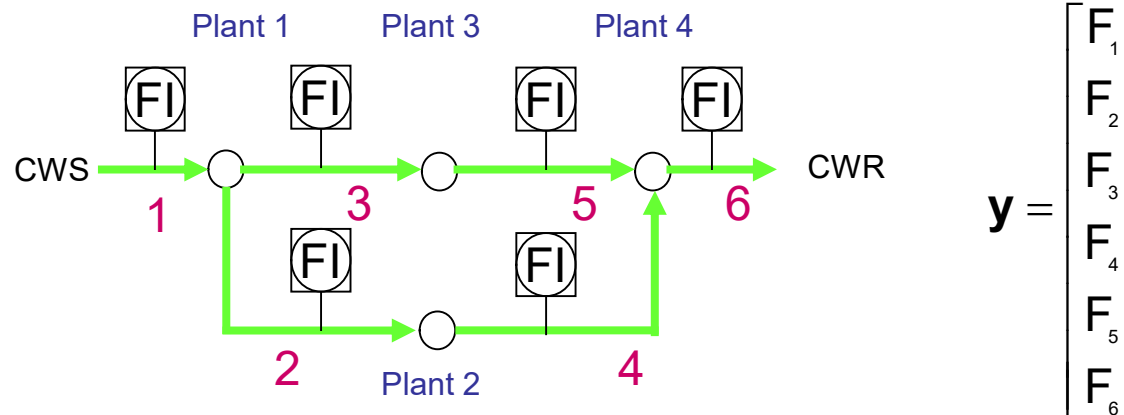 Plant 1 Plant 3 Plant 4
FI FI FI FI
CWS CWR
1 3 5 6
FI FI
2 4
Plant 2
y =
F1
F2
F3
F4
F5
F6